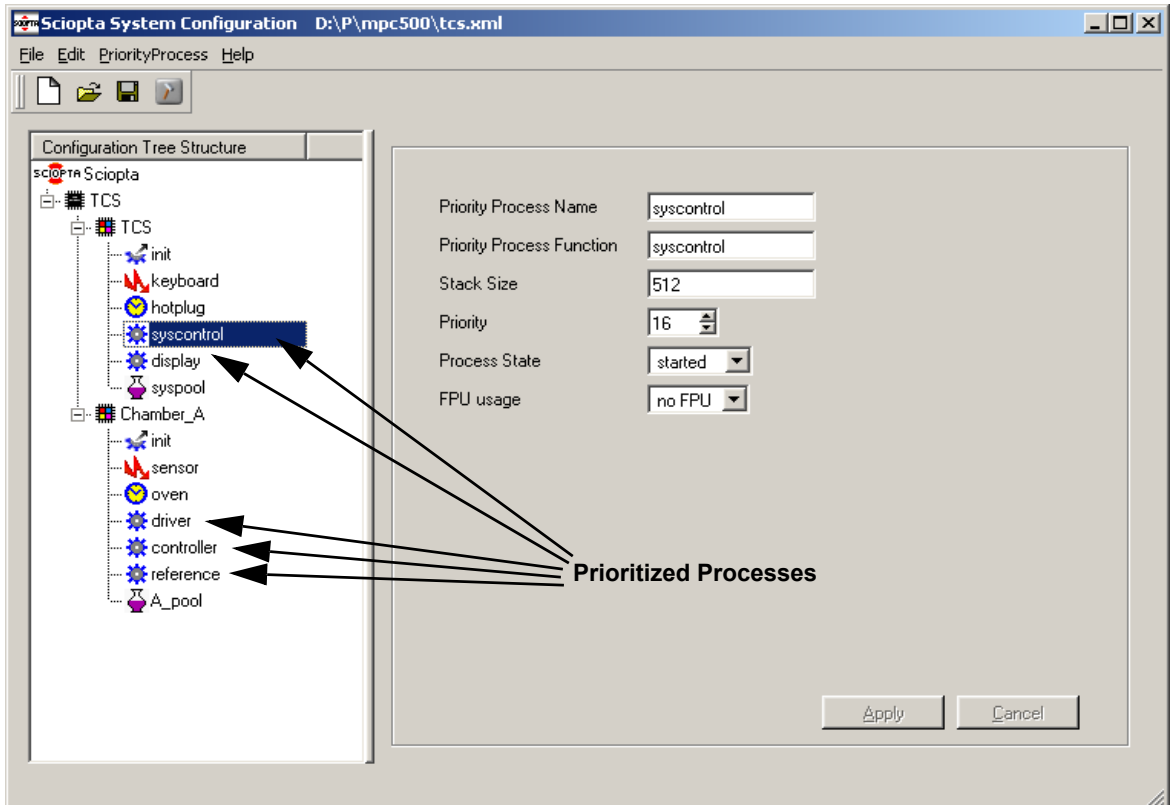 Sciopta System Configuration D:\P\mpc500\tcs.xml
File Edit PriorityProcess Help
Configuration Tree Structure
SCIOPTA Sciopta
TCS
TCS
init
keyboard
hotplug
syscontrol
display
syspool
Chamber_A
init
sensor
oven
driver
controller
reference
A_pool
Priority Process Name syscontrol
Priority Process Function syscontrol
Stack Size 512
Priority 16
Process State started
FPU usage no FPU
Prioritized Processes
Apply Cancel